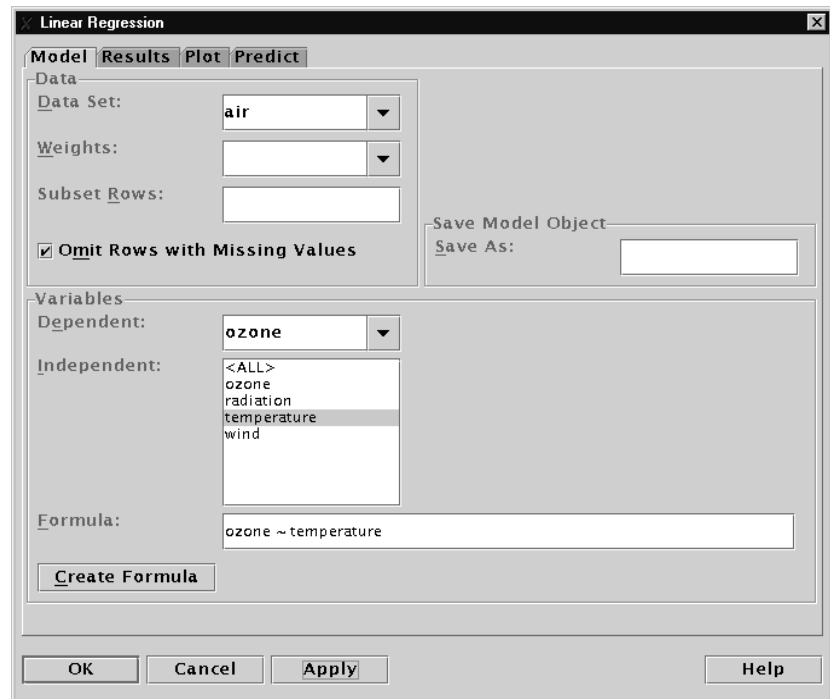 Linear Regression
Model Results Plot Predict
Data
Data Set: air
Weights:
Subset Rows:
Omit Rows with Missing Values
Save Model Object
Save As:
Variables
Dependent: ozone
Independent: <ALL>
ozone
radiation
temperature
wind
Formula: ozone ~ temperature
Create Formula
OK Cancel Apply Help